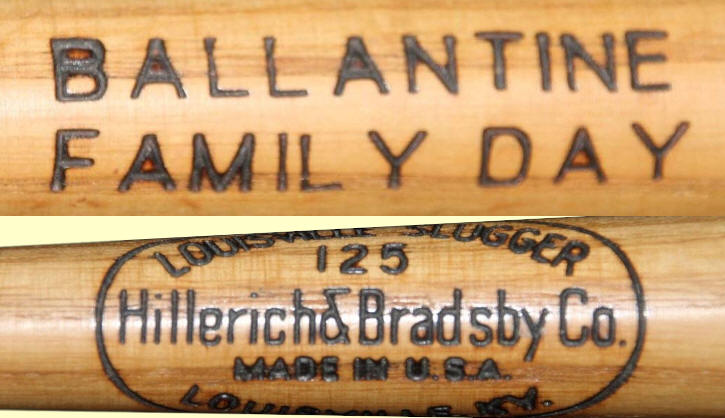 BALLANTINE
FAMILY DAY
LOUISVILLE SLUGGER
125
Hillerich & Bradsby Co.
MADE IN U.S.A.
LOUISVILLE KY.